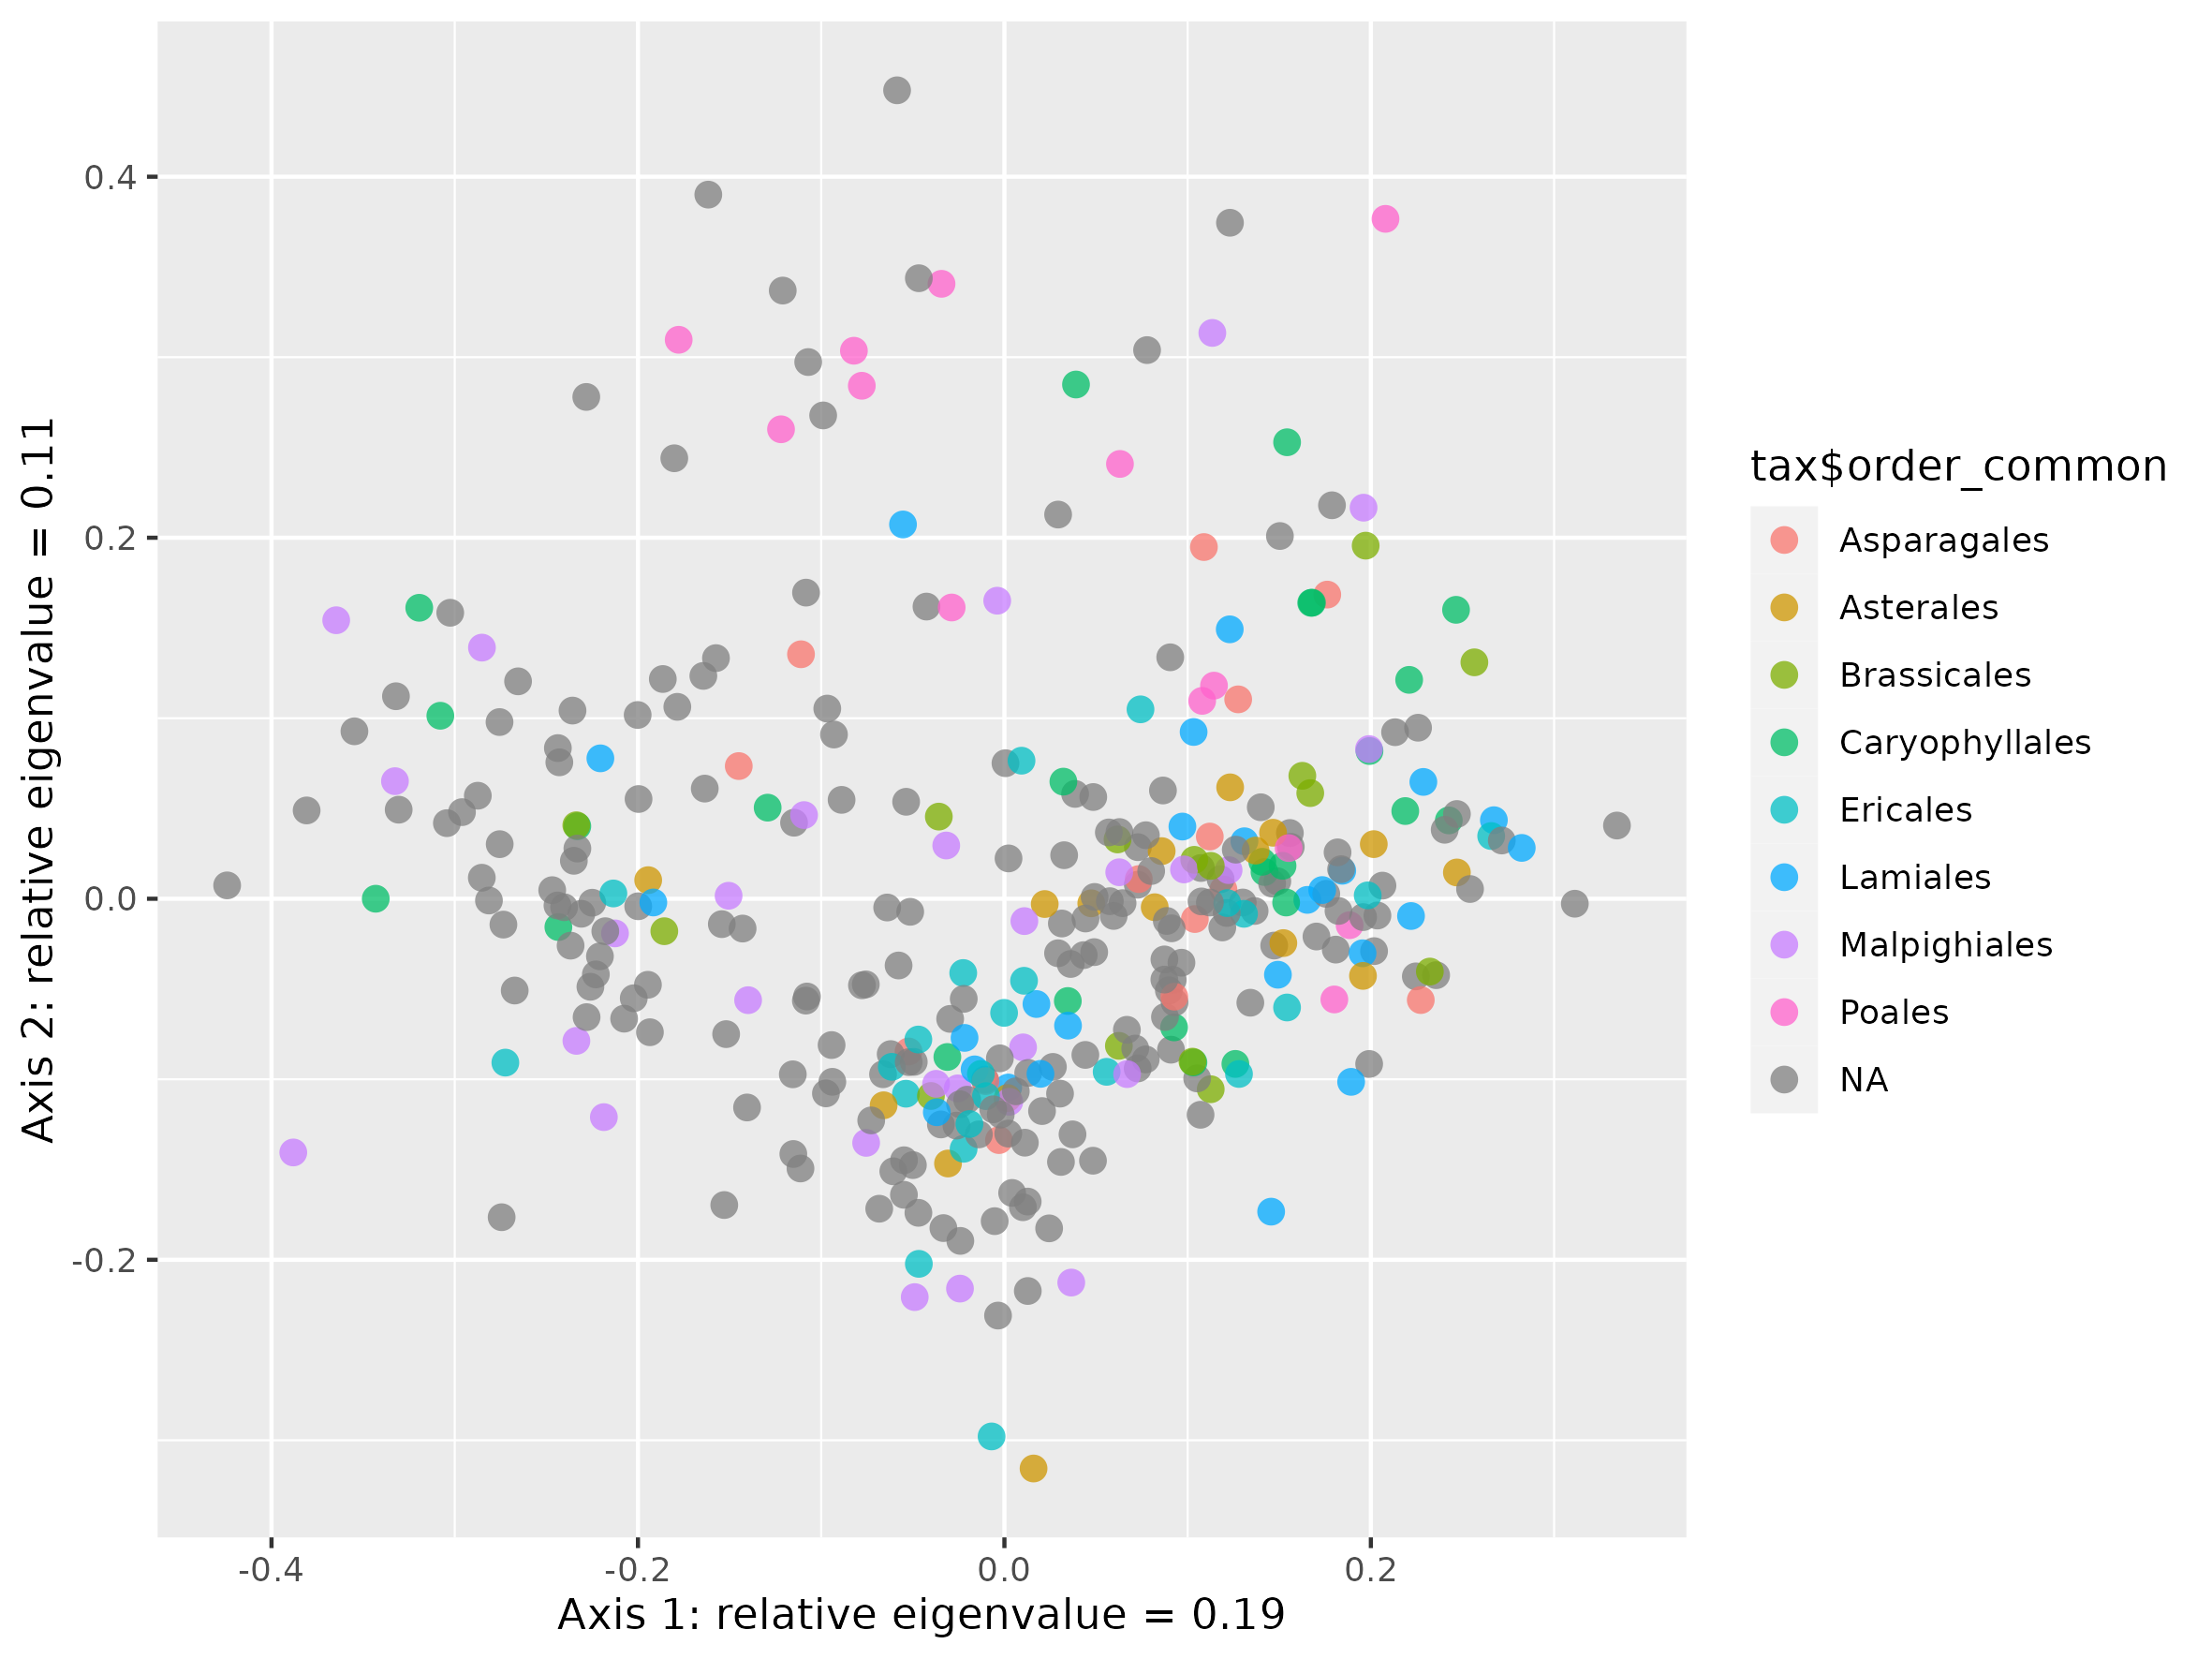 Axis 2: relative eigenvalue = 0.11
0.4
0.2
0.0
-0.2
-0.4
-0.2
0.0
0.2
Axis 1: relative eigenvalue = 0.19
tax$order_common
Asparagales
Asterales
Brassicales
Caryophyllales
Ericales
Lamiales
Malpighiales
Poales
NA